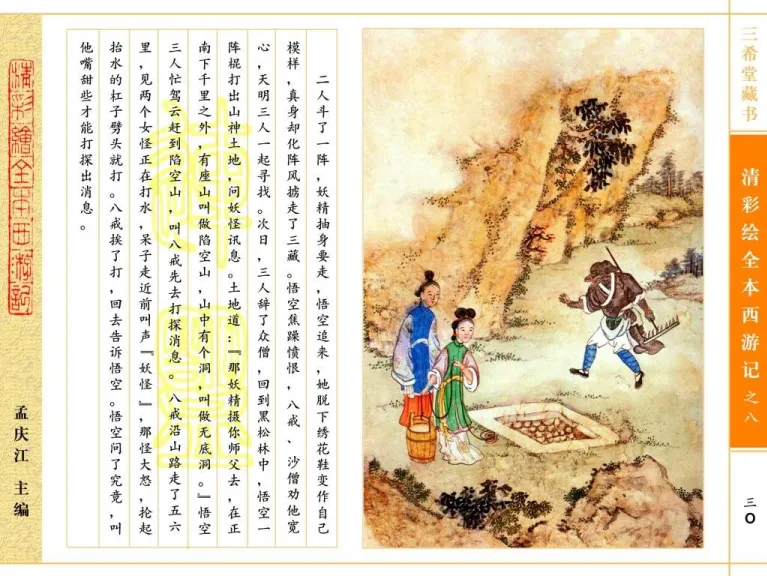 三希堂藏书
清彩绘全本西游记之八
三〇
二人斗了一阵，妖精抽身要走，悟空追来，她脱下绣花鞋变作自己
模样，真身却化阵风掳走了三藏。悟空焦躁愤恨，八戒、沙僧劝他宽
心，天明三人一起寻找。次日，三人辞了众僧，回到黑松林中，悟空一
阵棍打出山神土地，问妖怪讯息。土地道：『那妖精摄你师父去，在正
南下千里之外，有座山叫做陷空山，山中有个洞，叫做无底洞。』悟空
三人忙驾云赶到陷空山，叫八戒先去打探消息。八戒沿山路走了五六
里，见两个女怪正在打水，呆子走近前叫声『妖怪』，那怪大怒，抡起
抬水的杠子劈头就打。八戒挨了打，回去告诉悟空。悟空问了究竟，叫
他嘴甜些才能打探出消息。
清彩繪全本西游記
孟庆江 主编